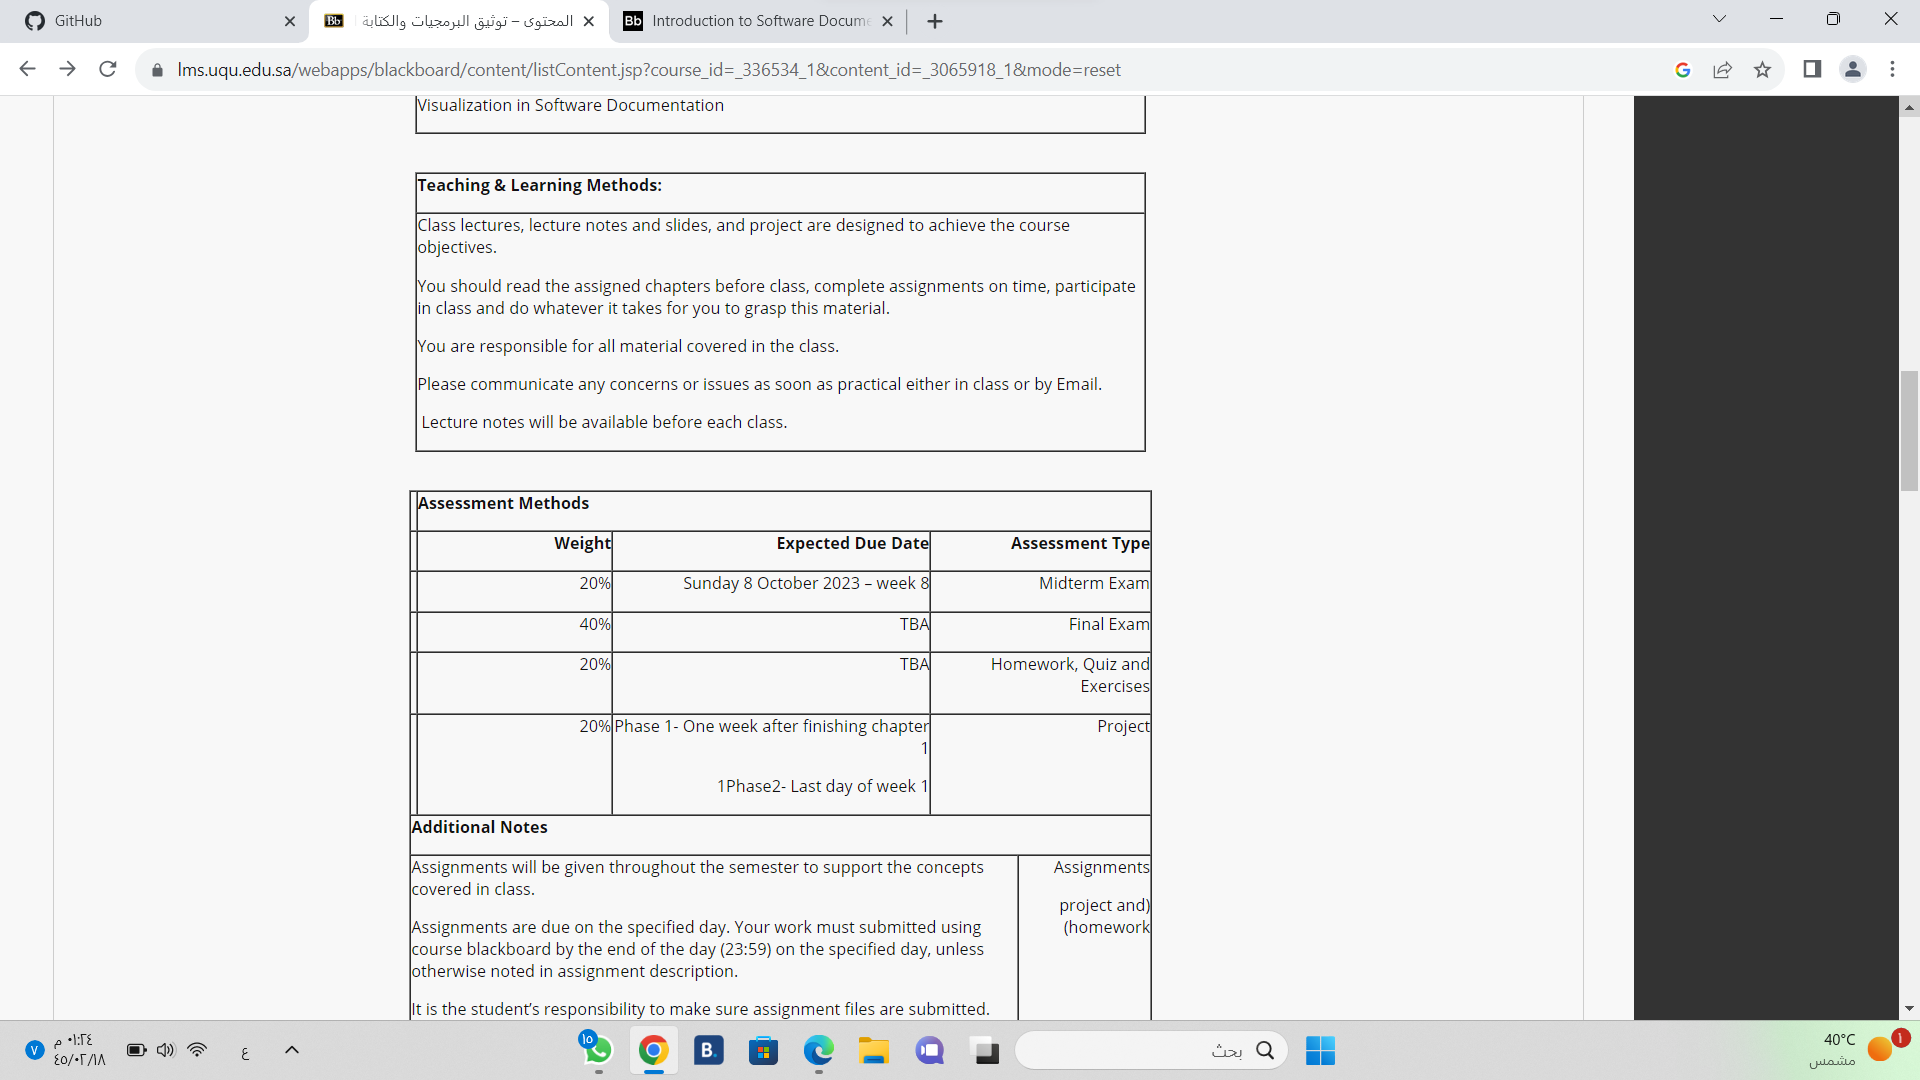 GitHub
المحتوى – توثيق البرمجيات والكتابة
Introduction to Software Docume
lms.uqu.edu.sa/webapps/blackboard/content/listContent.jsp?course_id=_336534_1&content_id=_3065918_1&mode=reset
Visualization in Software Documentation
Teaching & Learning Methods:
Class lectures, lecture notes and slides, and project are designed to achieve the course
objectives.
You should read the assigned chapters before class, complete assignments on time, participate
in class and do whatever it takes for you to grasp this material.
You are responsible for all material covered in the class.
Please communicate any concerns or issues as soon as practical either in class or by Email.
Lecture notes will be available before each class.
Assessment Methods
Weight Expected Due Date Assessment Type
20% Sunday 8 October 2023 – week 8 Midterm Exam
40% TBA Final Exam
20% TBA Homework, Quiz and
Exercises
20% Phase 1- One week after finishing chapter Project
1
1Phase2- Last day of week 1
Additional Notes
Assignments will be given throughout the semester to support the concepts Assignments
covered in class.
project and)
(homework
Assignments are due on the specified day. Your work must submitted using
course blackboard by the end of the day (23:59) on the specified day, unless
otherwise noted in assignment description.
It is the student’s responsibility to make sure assignment files are submitted.
V
٠١:٢٤ م
٤٥/٠٢/١٨
ع
١٥
B.
بحث
40°C
مشمس
١